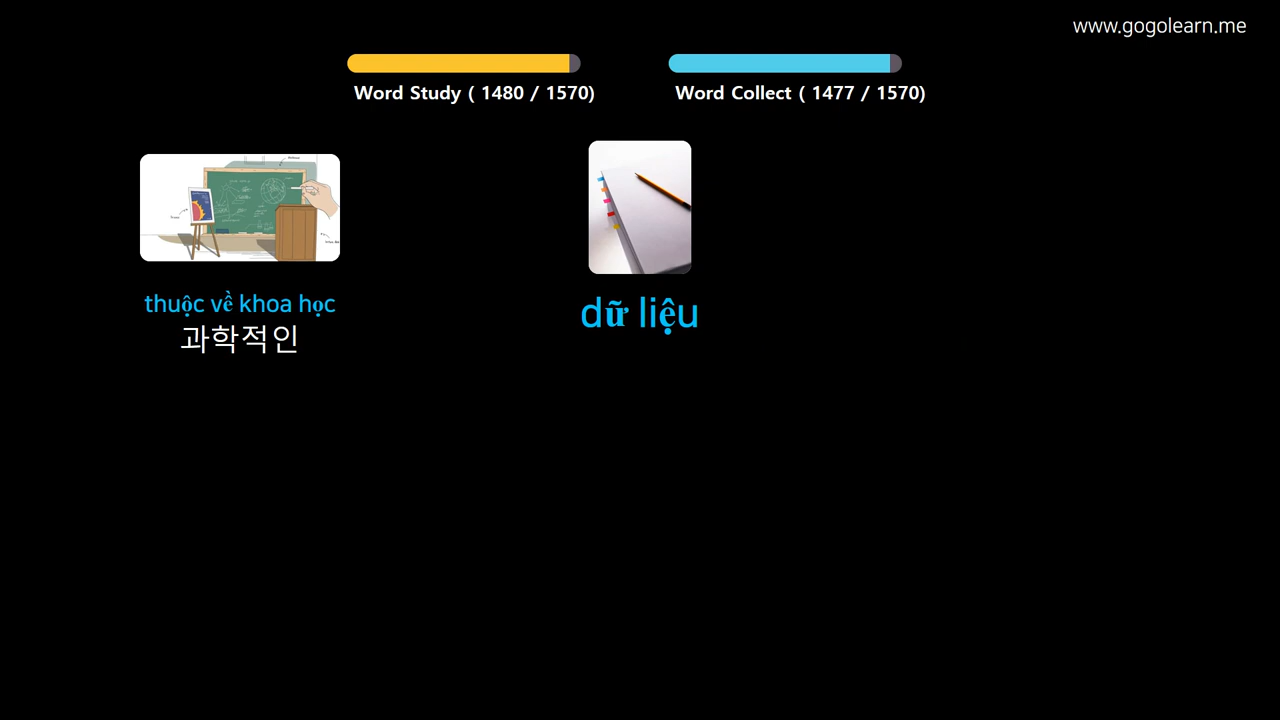 www.gogolearn.me
Word Study ( 1480 / 1570)
Word Collect ( 1477 / 1570)
thuộc về khoa học
과학적인
dữ liệu